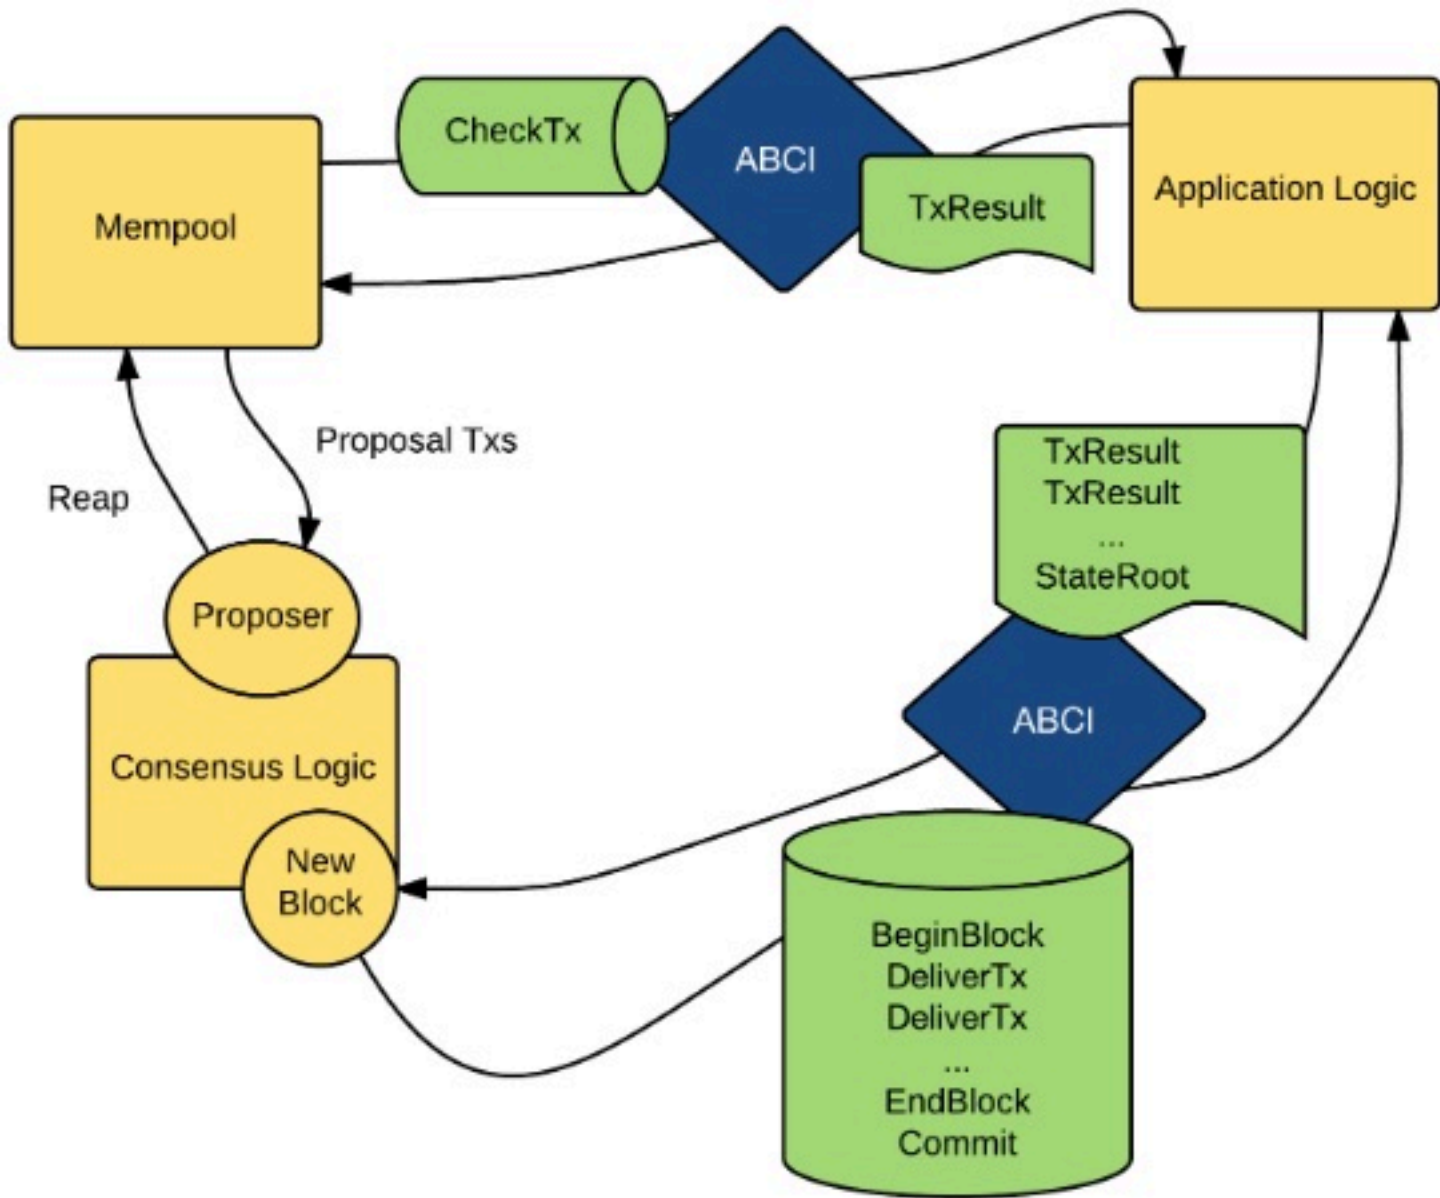 CheckTx
ABCI
Mempool
TxResult
Application Logic
Proposal Txs
Reap
TxResult
TxResult
...
StateRoot
Proposer
ABCI
Consensus Logic
New
Block
BeginBlock
DeliverTx
DeliverTx
...
EndBlock
Commit